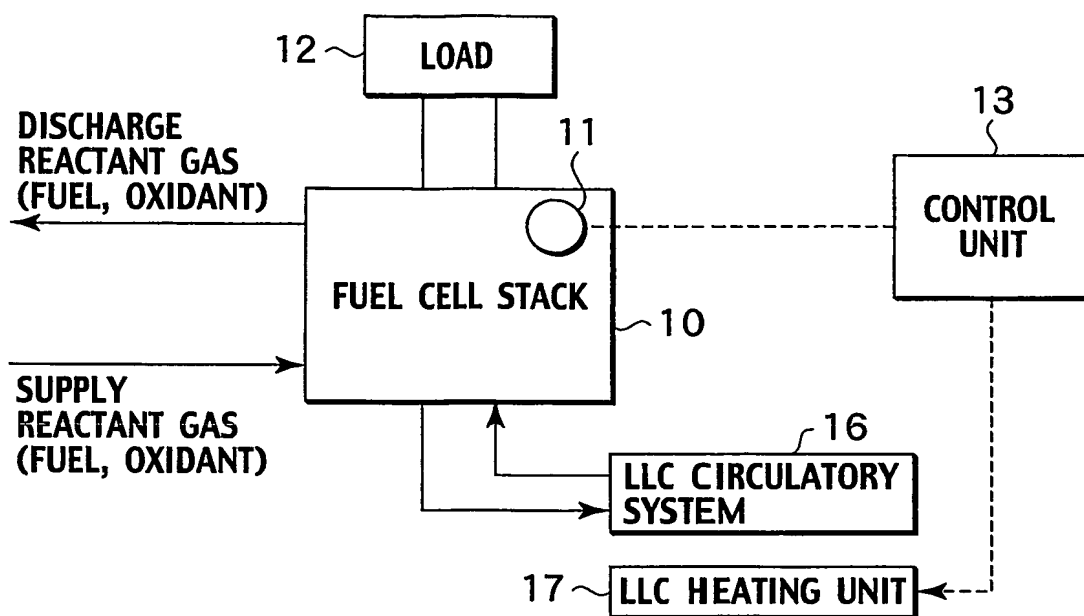 12
LOAD
DISCHARGE
REACTANT GAS
(FUEL, OXIDANT)
11
13
CONTROL
UNIT
FUEL CELL STACK
10
SUPPLY
REACTANT GAS
(FUEL, OXIDANT)
16
LLC CIRCULATORY
SYSTEM
17
LLC HEATING UNIT